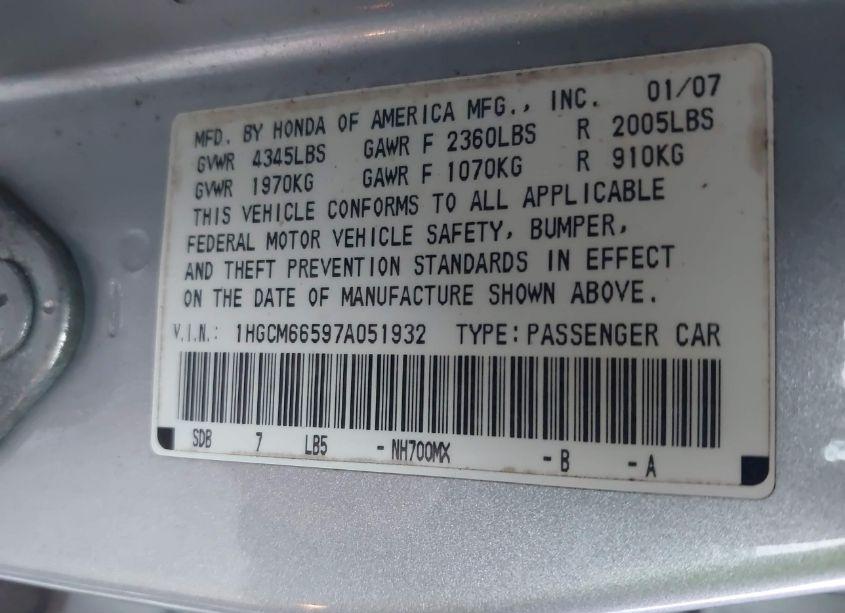 MFD. BY HONDA OF AMERICA MFG., INC. 01/07
GVWR 4345LBS GAWR F 2360LBS R 2005LBS
GVWR 1970KG GAWR F 1070KG R 910KG
THIS VEHICLE CONFORMS TO ALL APPLICABLE
FEDERAL MOTOR VEHICLE SAFETY, BUMPER,
AND THEFT PREVENTION STANDARDS IN EFFECT
ON THE DATE OF MANUFACTURE SHOWN ABOVE.
V.I.N.: 1HGCM66597A051932 TYPE:PASSENGER CAR
SDB 7 LB5 -NH700MX -B -A